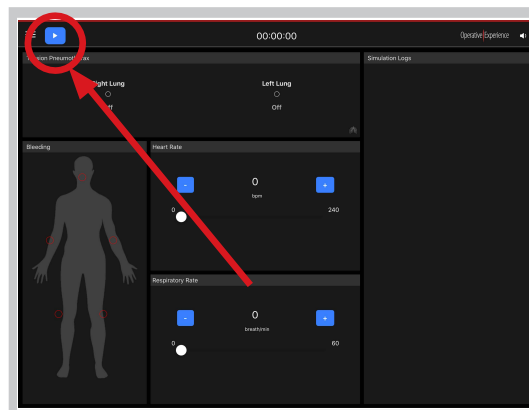 00:00:00
Operative Experience
Simulation Logs
Right Lung
Off
Left Lung
Off
Bleeding
Heart Rate
-
0
+
bpm
0
240
Respiratory Rate
-
0
+
breath/min
0
60